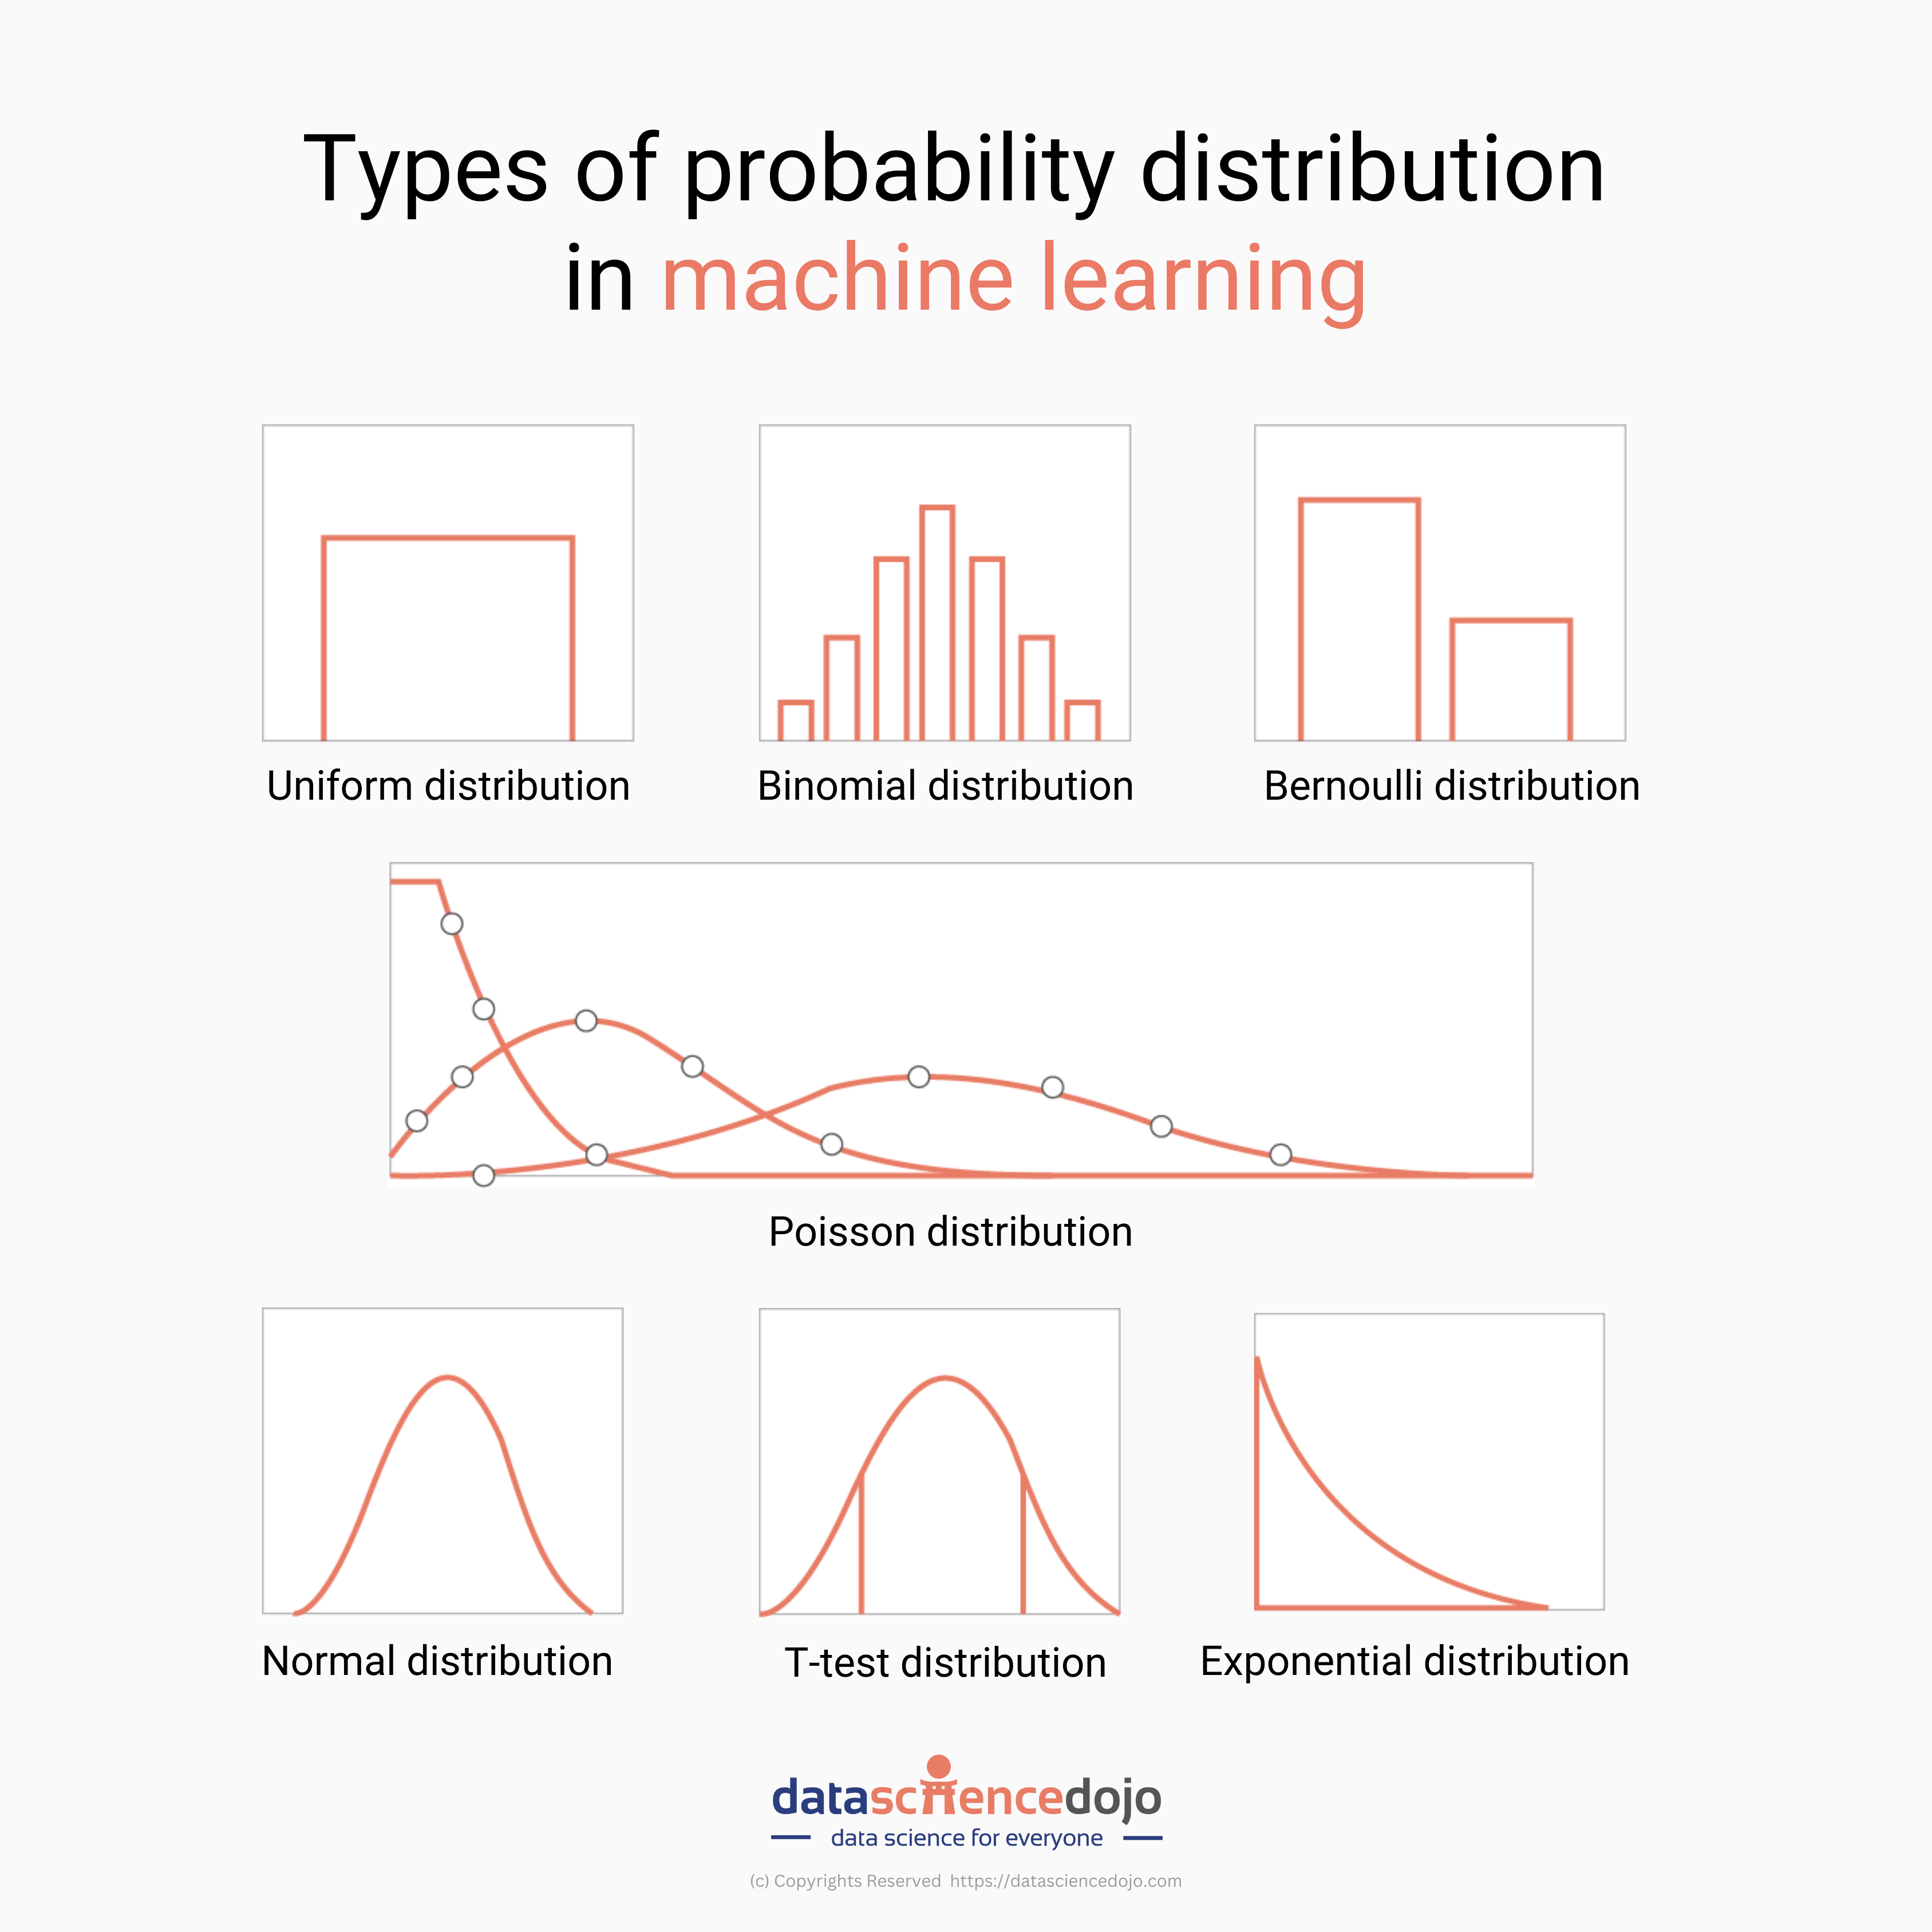 Types of probability distribution
in machine learning
Uniform distribution
Binomial distribution
Bernoulli distribution
Poisson distribution
Normal distribution
T-test distribution
Exponential distribution
datasciencedojo
data science for everyone
(c) Copyrights Reserved https://datasciencedojo.com